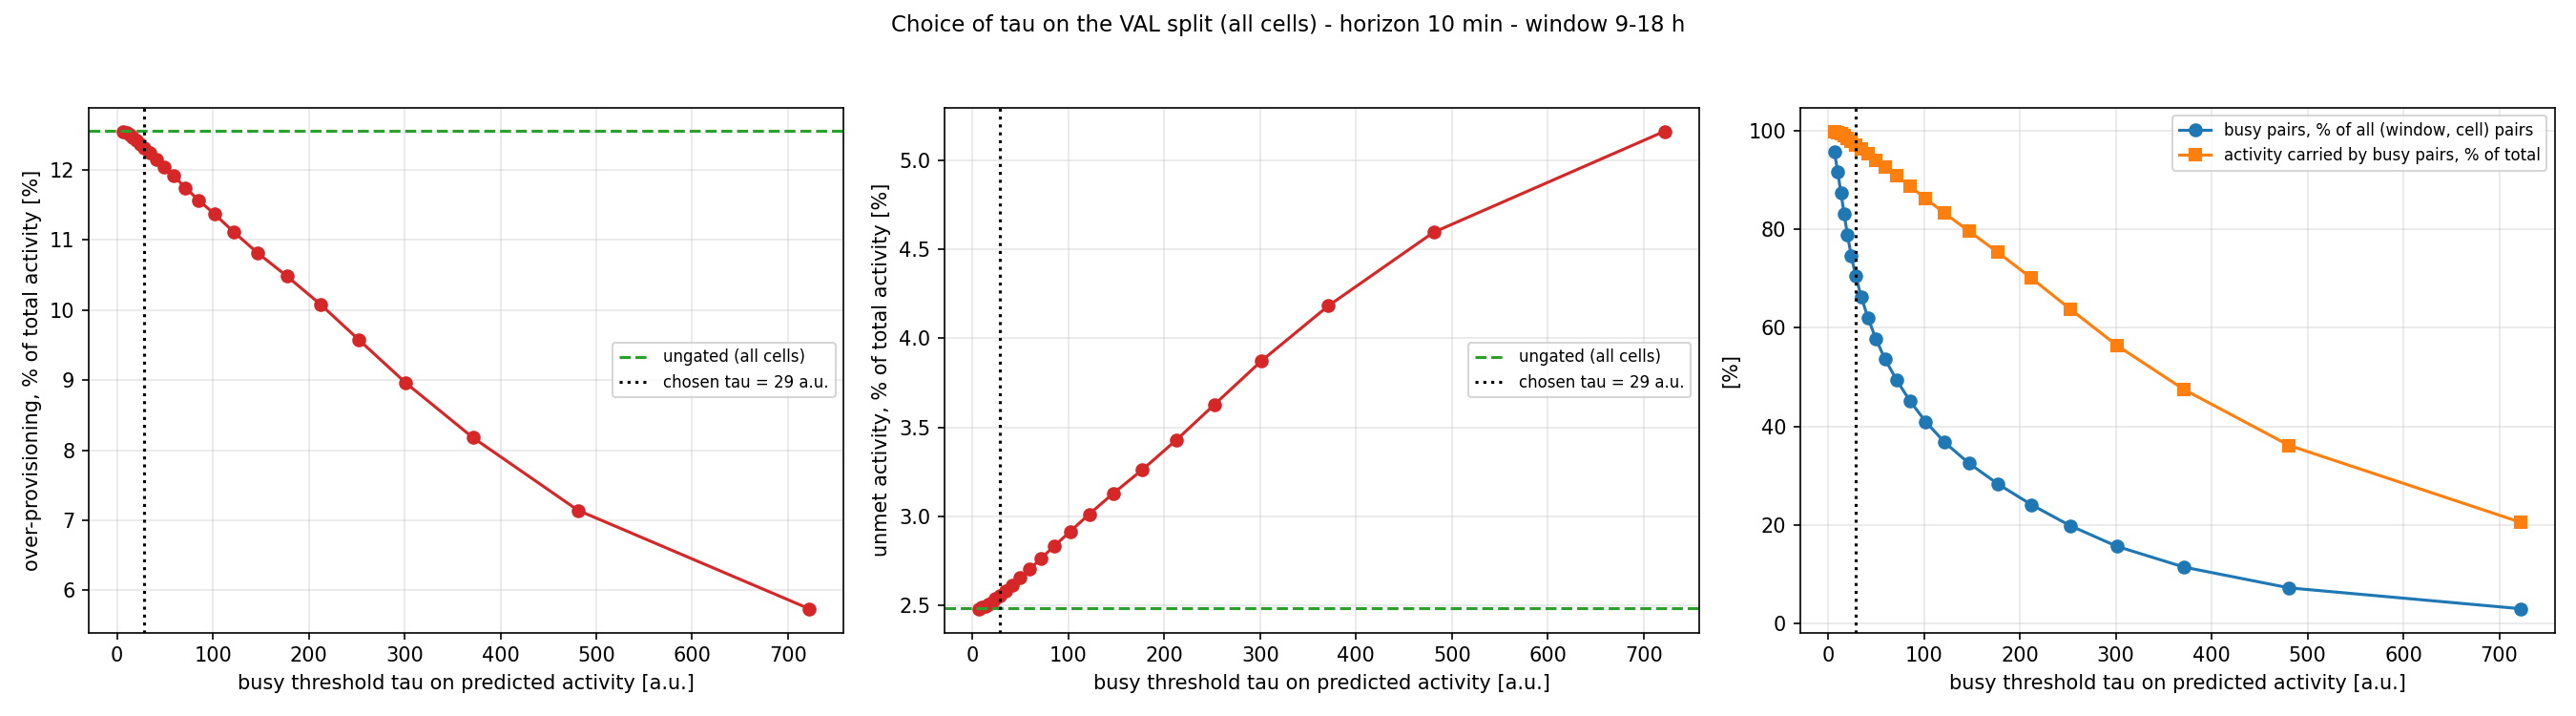 Choice of tau on the VAL split (all cells) - horizon 10 min - window 9-18 h
over-provisioning, % of total activity [%]
12
11
10
9
8
7
6
ungated (all cells)
chosen tau = 29 a.u.
0 100 200 300 400 500 600 700
busy threshold tau on predicted activity [a.u.]
unmet activity, % of total activity [%]
5.0
4.5
4.0
3.5
3.0
2.5
ungated (all cells)
chosen tau = 29 a.u.
0 100 200 300 400 500 600 700
busy threshold tau on predicted activity [a.u.]
[%]
100
80
60
40
20
0
busy pairs, % of all (window, cell) pairs
activity carried by busy pairs, % of total
0 100 200 300 400 500 600 700
busy threshold tau on predicted activity [a.u.]